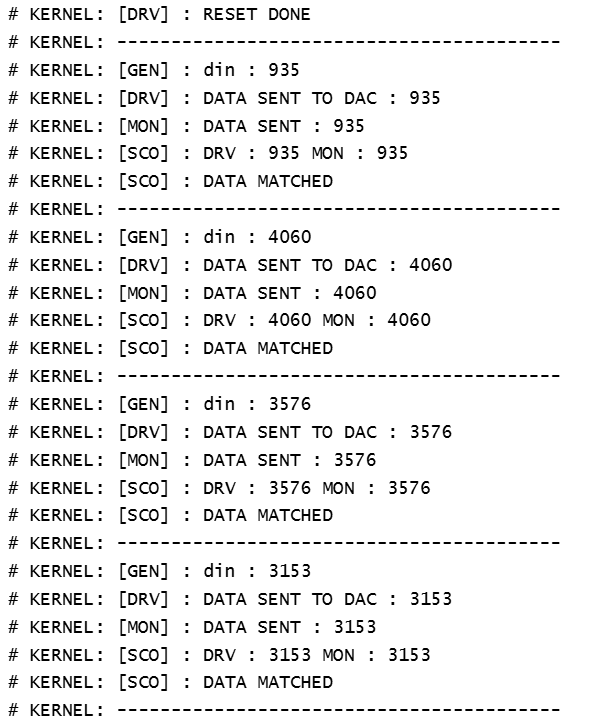 # KERNEL: [DRV] : RESET DONE
# KERNEL: -----------------------------------------
# KERNEL: [GEN] : din : 935
# KERNEL: [DRV] : DATA SENT TO DAC : 935
# KERNEL: [MON] : DATA SENT : 935
# KERNEL: [SCO] : DRV : 935 MON : 935
# KERNEL: [SCO] : DATA MATCHED
# KERNEL: -----------------------------------------
# KERNEL: [GEN] : din : 4060
# KERNEL: [DRV] : DATA SENT TO DAC : 4060
# KERNEL: [MON] : DATA SENT : 4060
# KERNEL: [SCO] : DRV : 4060 MON : 4060
# KERNEL: [SCO] : DATA MATCHED
# KERNEL: -----------------------------------------
# KERNEL: [GEN] : din : 3576
# KERNEL: [DRV] : DATA SENT TO DAC : 3576
# KERNEL: [MON] : DATA SENT : 3576
# KERNEL: [SCO] : DRV : 3576 MON : 3576
# KERNEL: [SCO] : DATA MATCHED
# KERNEL: -----------------------------------------
# KERNEL: [GEN] : din : 3153
# KERNEL: [DRV] : DATA SENT TO DAC : 3153
# KERNEL: [MON] : DATA SENT : 3153
# KERNEL: [SCO] : DRV : 3153 MON : 3153
# KERNEL: [SCO] : DATA MATCHED
# KERNEL: -----------------------------------------